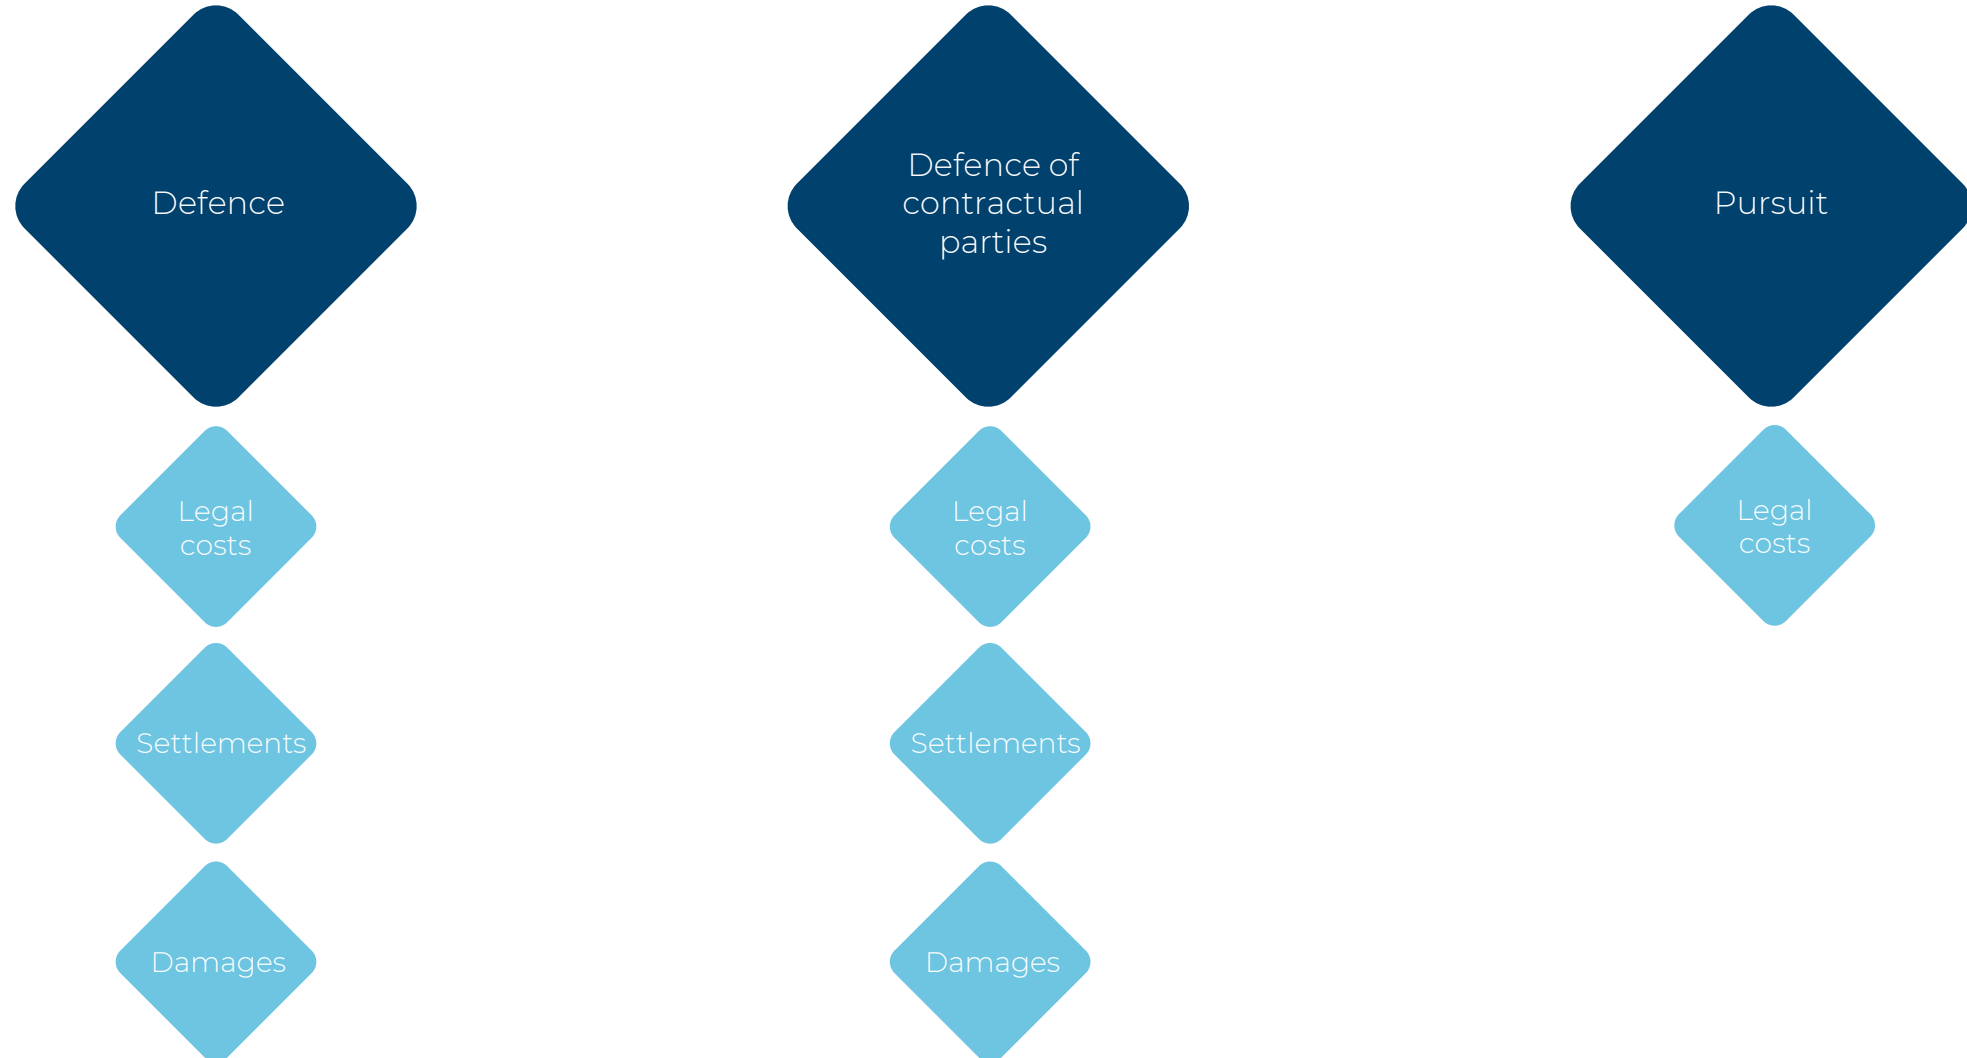 Defence
Legal
costs
Settlements
Damages
Defence of
contractual
parties
Legal
costs
Settlements
Damages
Pursuit
Legal
costs